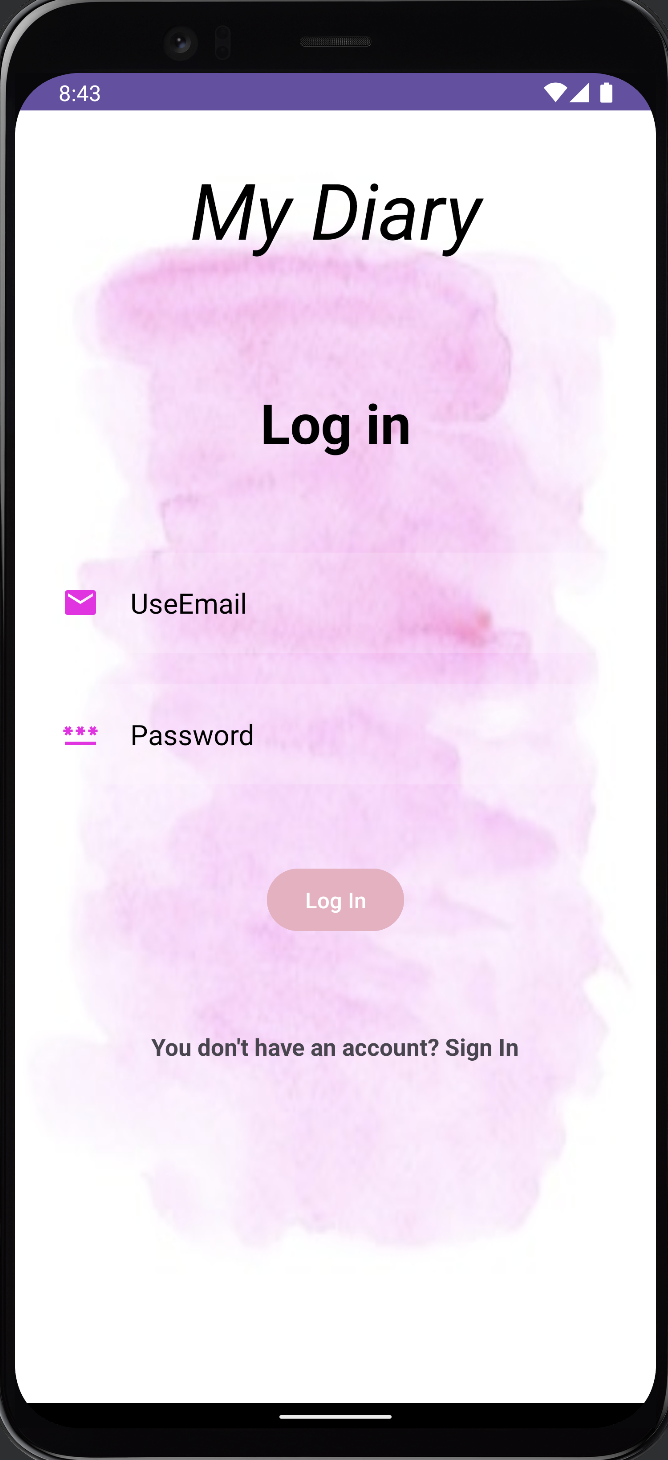 8:43
My Diary
Log in
UseEmail
***
Password
Log In
You don't have an account? Sign In